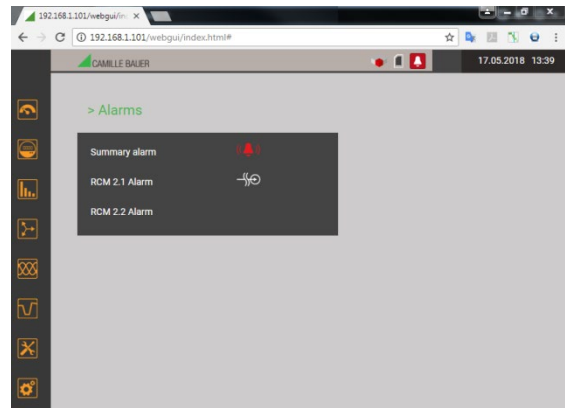 192.168.1.101/webgui/in
192.168.1.101/webgui/index.html#
CAMILLE BAUER
17.05.2018 13:39
> Alarms
Summary alarm
RCM 2.1 Alarm
RCM 2.2 Alarm